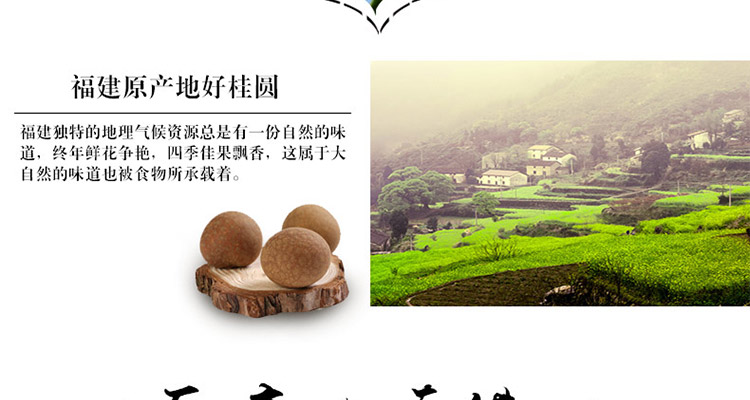 福建原产地好桂圆
福建独特的地理气候资源总是有一份自然的味
道，终年鲜花争艳，四季佳果飘香，这属于大
自然的味道也被食物所承载着。